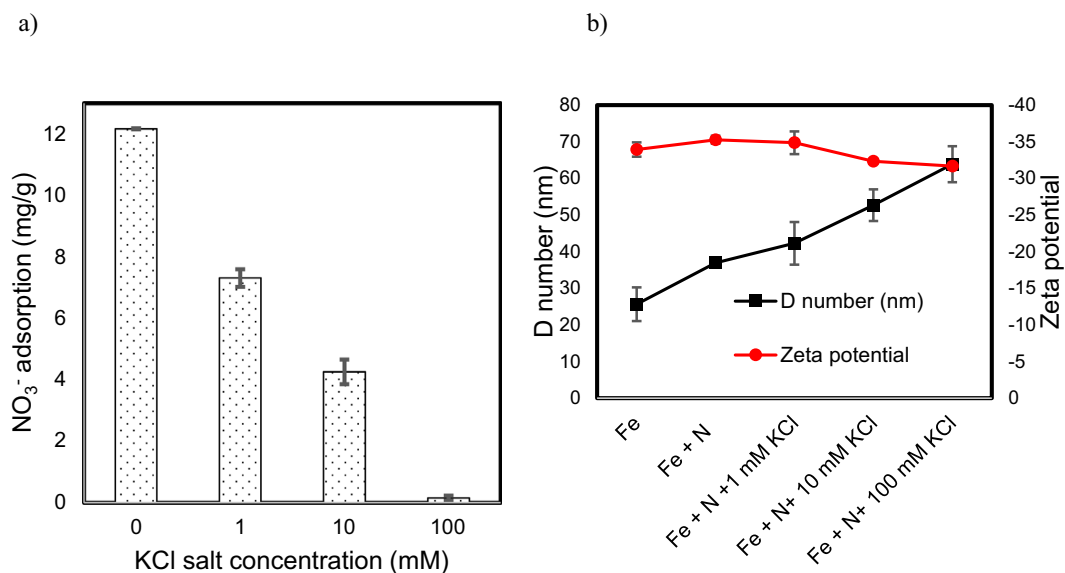 a)
12
10
8
6
4
2
0
NO₃⁻ adsorption (mg/g)
0 1 10 100
KCl salt concentration (mM)
b)
80
70
60
50
40
30
20
10
0
D number (nm)
-40
-35
-30
-25
-20
-15
-10
-5
0
Zeta potential
D number (nm)
Zeta potential
Fe
Fe + N
Fe + N +1 mM KCl
Fe + N+ 10 mM KCl
Fe + N+ 100 mM KCl